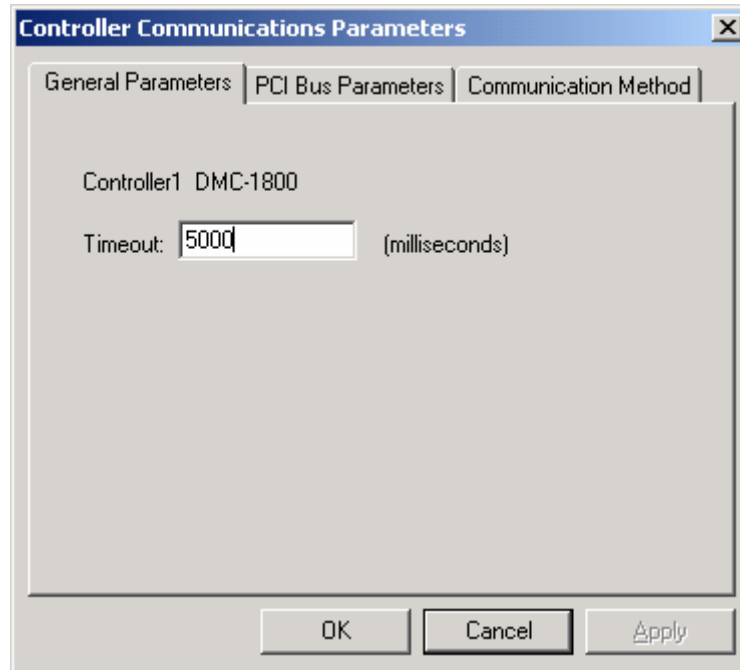 Controller Communications Parameters
General Parameters PCI Bus Parameters Communication Method
Controller1 DMC-1800
Timeout: 5000 (milliseconds)
OK Cancel Apply